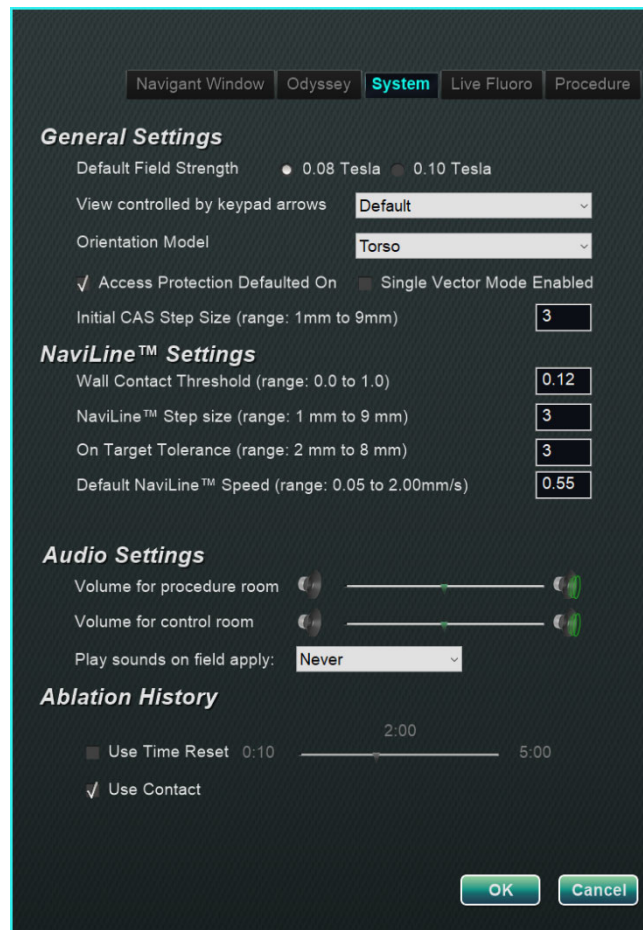 Navigant Window Odyssey System Live Fluoro Procedure
General Settings
Default Field Strength 0.08 Tesla 0.10 Tesla
View controlled by keypad arrows Default
Orientation Model Torso
Access Protection Defaulted On Single Vector Mode Enabled
Initial CAS Step Size (range: 1mm to 9mm) 3
NaviLine™ Settings
Wall Contact Threshold (range: 0.0 to 1.0) 0.12
NaviLine™ Step size (range: 1 mm to 9 mm) 3
On Target Tolerance (range: 2 mm to 8 mm) 3
Default NaviLine™ Speed (range: 0.05 to 2.00mm/s) 0.55
Audio Settings
Volume for procedure room
Volume for control room
Play sounds on field apply: Never
Ablation History
2:00
Use Time Reset 0:10 5:00
Use Contact
OK Cancel